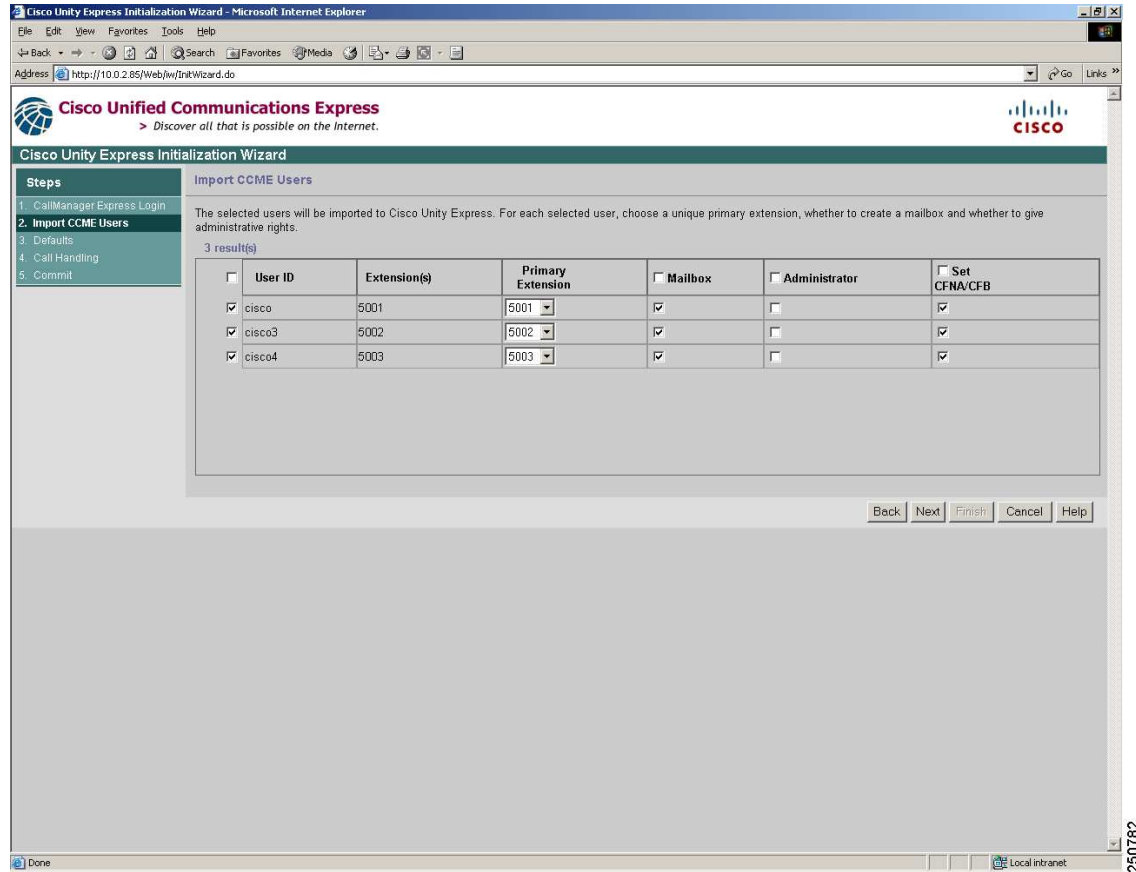 Cisco Unity Express Initialization Wizard - Microsoft Internet Explorer
File Edit View Favorites Tools Help
Back Search Favorites Media
Address http://10.0.2.85/Web/iw/InitWizard.do Go Links »
Cisco Unified Communications Express
> Discover all that is possible on the Internet.
CISCO
Cisco Unity Express Initialization Wizard
Steps
1. CallManager Express Login
2. Import CCME Users
3. Defaults
4. Call Handling
5. Commit
Import CCME Users
The selected users will be imported to Cisco Unity Express. For each selected user, choose a unique primary extension, whether to create a mailbox and whether to give
administrative rights.
3 result(s)
User ID Extension(s) Primary Extension Mailbox Administrator Set CFNA/CFB
cisco 5001 5001
cisco3 5002 5002
cisco4 5003 5003
Back Next Finish Cancel Help
Done Local intranet
250782